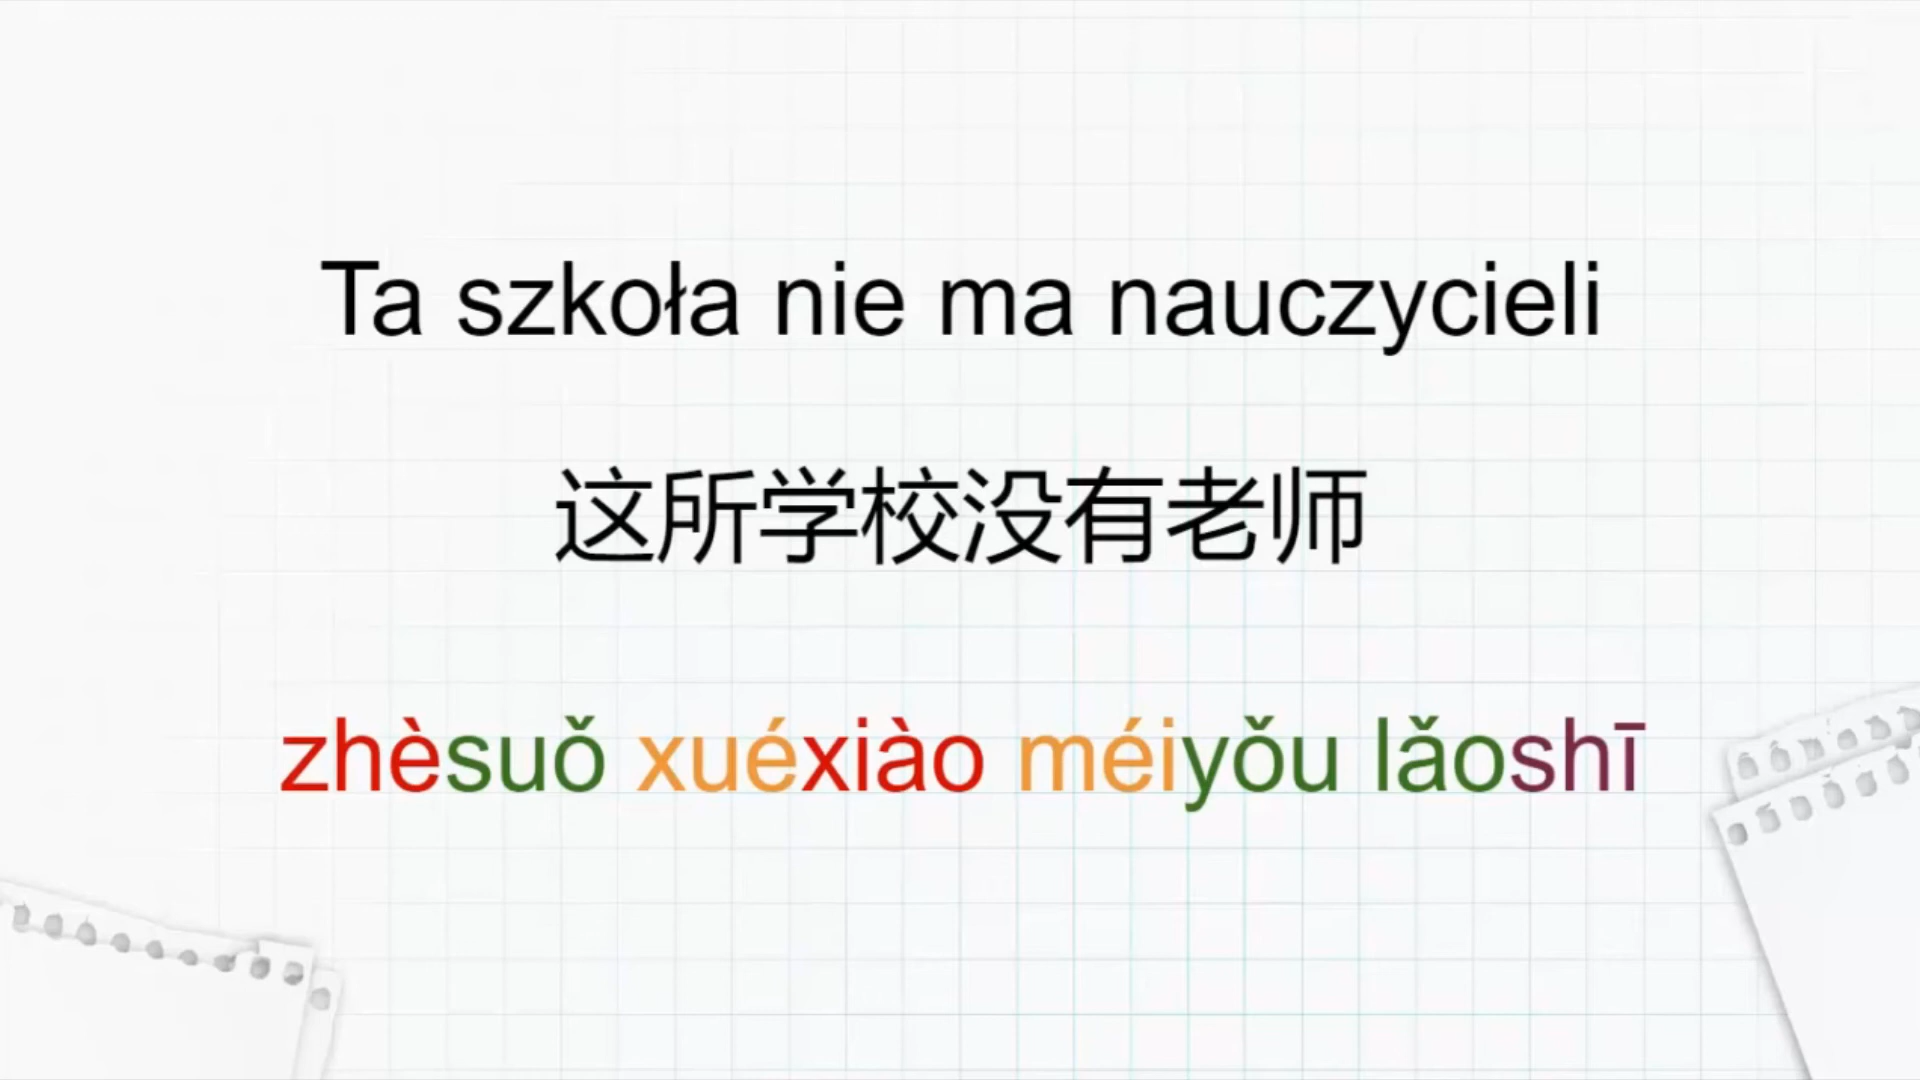 Ta szkoła nie ma nauczycieli
这所学校没有老师
zhèsuǒ xuéxiào méiyǒu lǎoshī